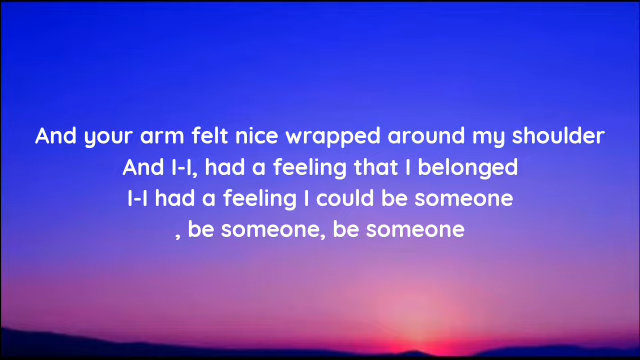 And your arm felt nice wrapped around my shoulder
And I-I, had a feeling that I belonged
I-I had a feeling I could be someone
, be someone, be someone